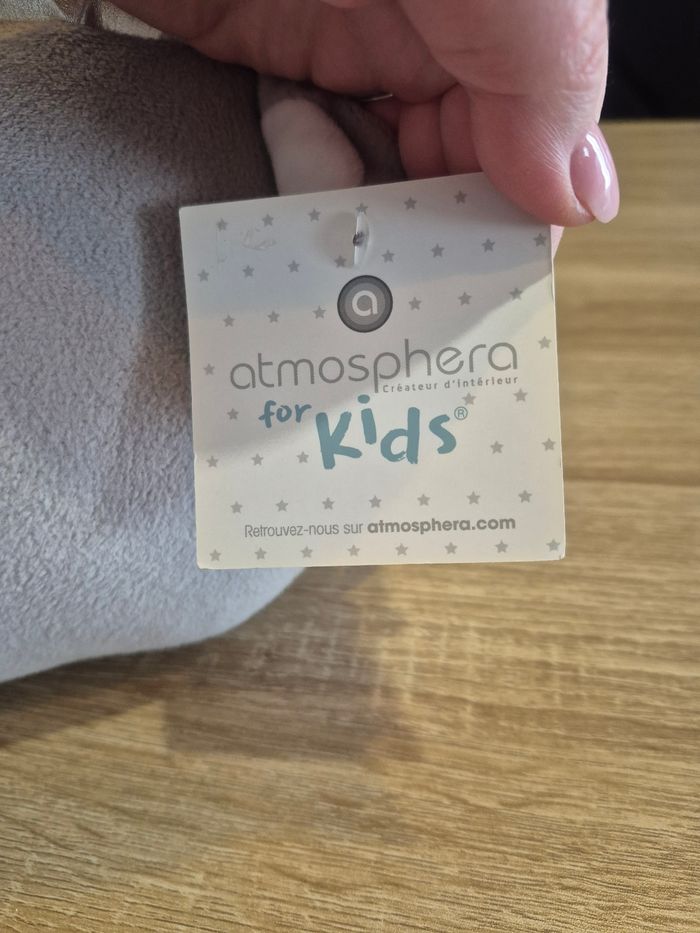 a
atmosphera
Créateur d'intérieur
for Kids®
Retrouvez-nous sur atmosphera.com